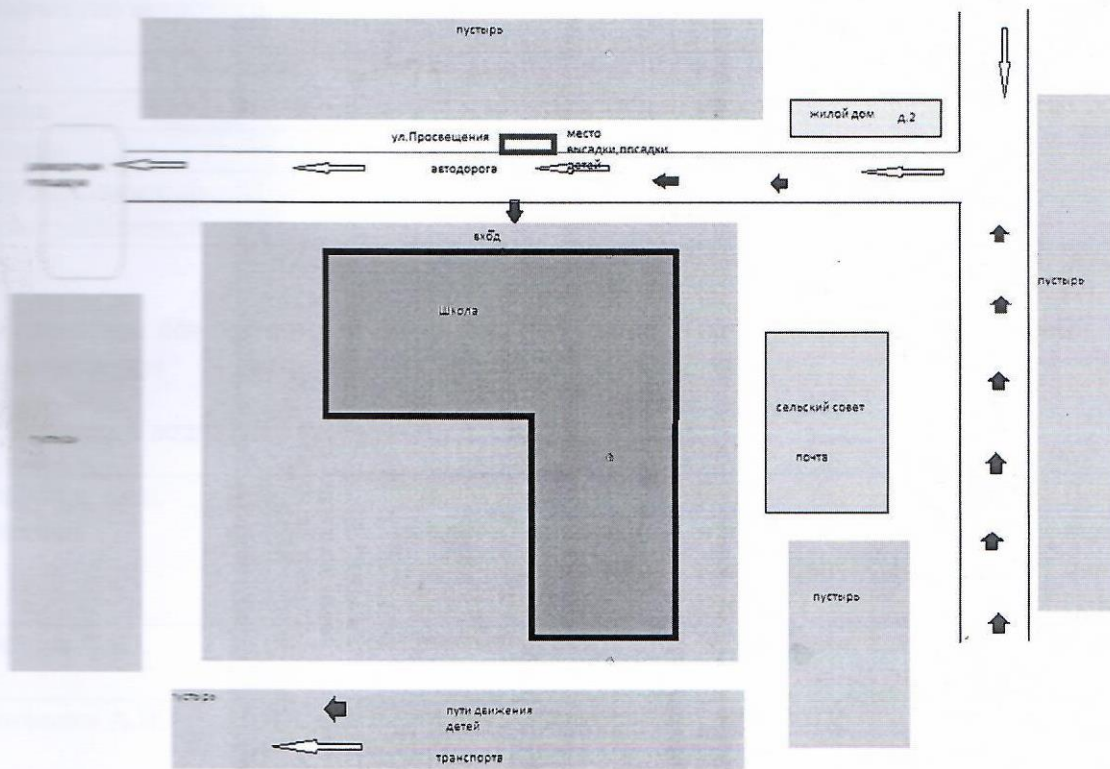 пустырь
жилой дом д.2
ул.Просвещения
место
высадки,посадки
детей
автодорога
вход
Школа
пустырь
сельский совет
почта
пустырь
пустырь
пути движения
детей
транспорта